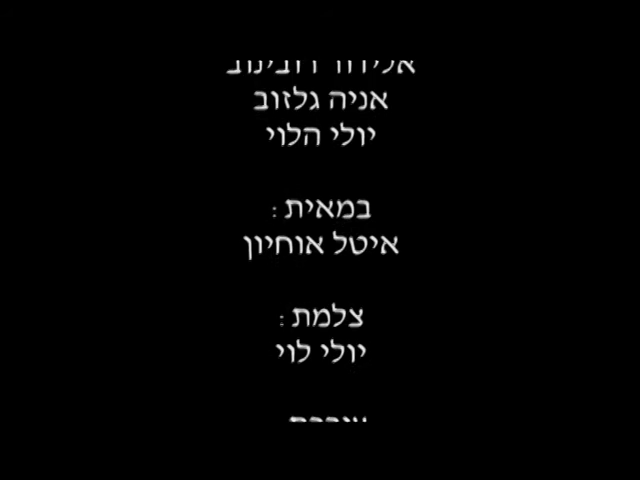 אניה גלזוב
יולי הלוי
במאית :
איטל אוחיון
צלמת :
יולי לוי